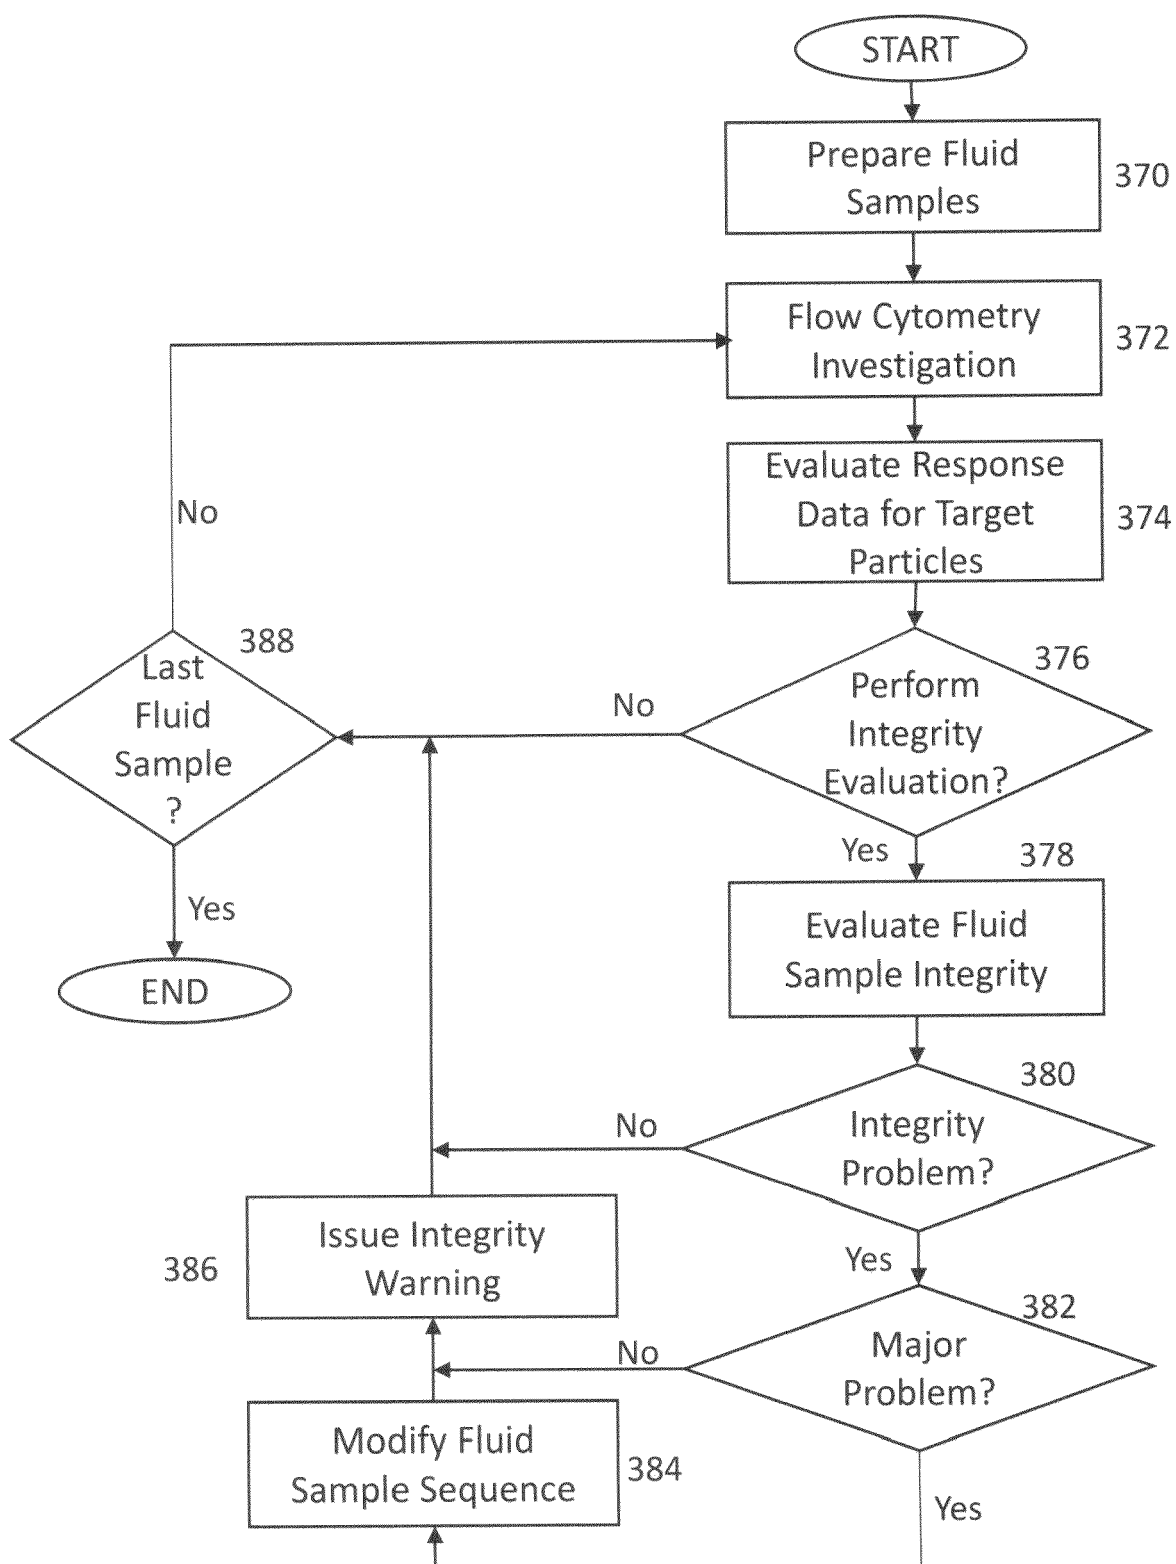 START
Prepare Fluid
Samples
370
Flow Cytometry
Investigation
372
Evaluate Response
Data for Target
Particles
374
No
388
Last
Fluid
Sample
?
No
376
Perform
Integrity
Evaluation?
Yes
378
Yes
END
Evaluate Fluid
Sample Integrity
380
No
Integrity
Problem?
Issue Integrity
Warning
386
Yes
382
No
Major
Problem?
Modify Fluid
Sample Sequence
384
Yes